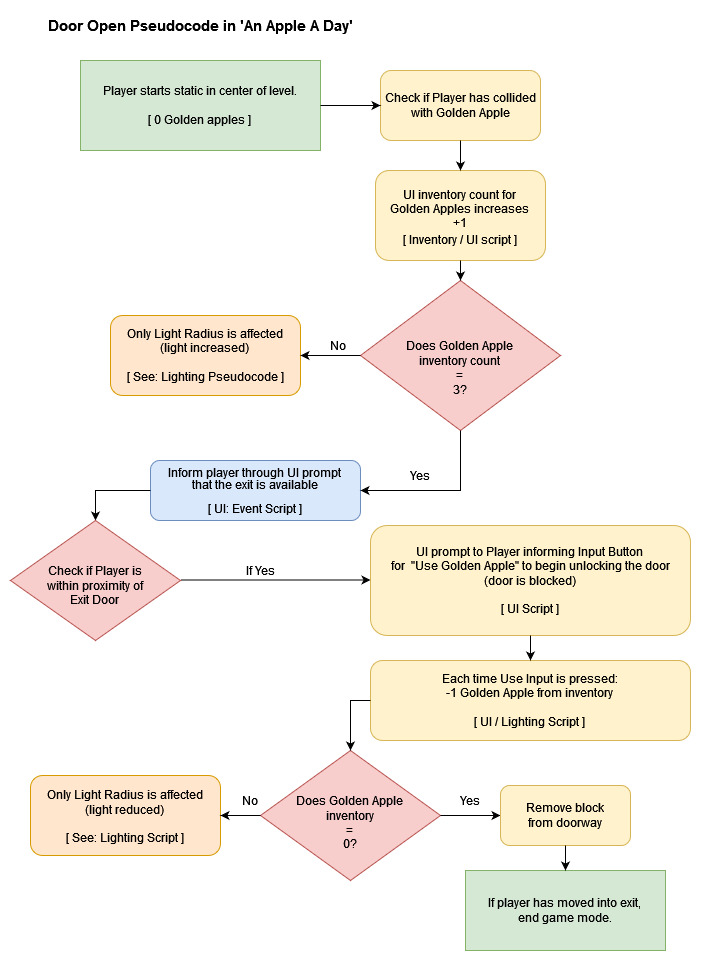 Door Open Pseudocode in 'An Apple A Day'
Player starts static in center of level.
[ 0 Golden apples ]
Check if Player has collided
with Golden Apple
UI inventory count for
Golden Apples increases
+1
[ Inventory / UI script ]
Does Golden Apple
inventory count
=
3?
No
Only Light Radius is affected
(light increased)
[ See: Lighting Pseudocode ]
Yes
Inform player through UI prompt
that the exit is available
[ UI: Event Script ]
Check if Player is
within proximity of
Exit Door
If Yes
UI prompt to Player informing Input Button
for "Use Golden Apple" to begin unlocking the door
(door is blocked)
[ UI Script ]
Each time Use Input is pressed:
-1 Golden Apple from inventory
[ UI / Lighting Script ]
Does Golden Apple
inventory
=
0?
No
Only Light Radius is affected
(light reduced)
[ See: Lighting Script ]
Yes
Remove block
from doorway
If player has moved into exit,
end game mode.